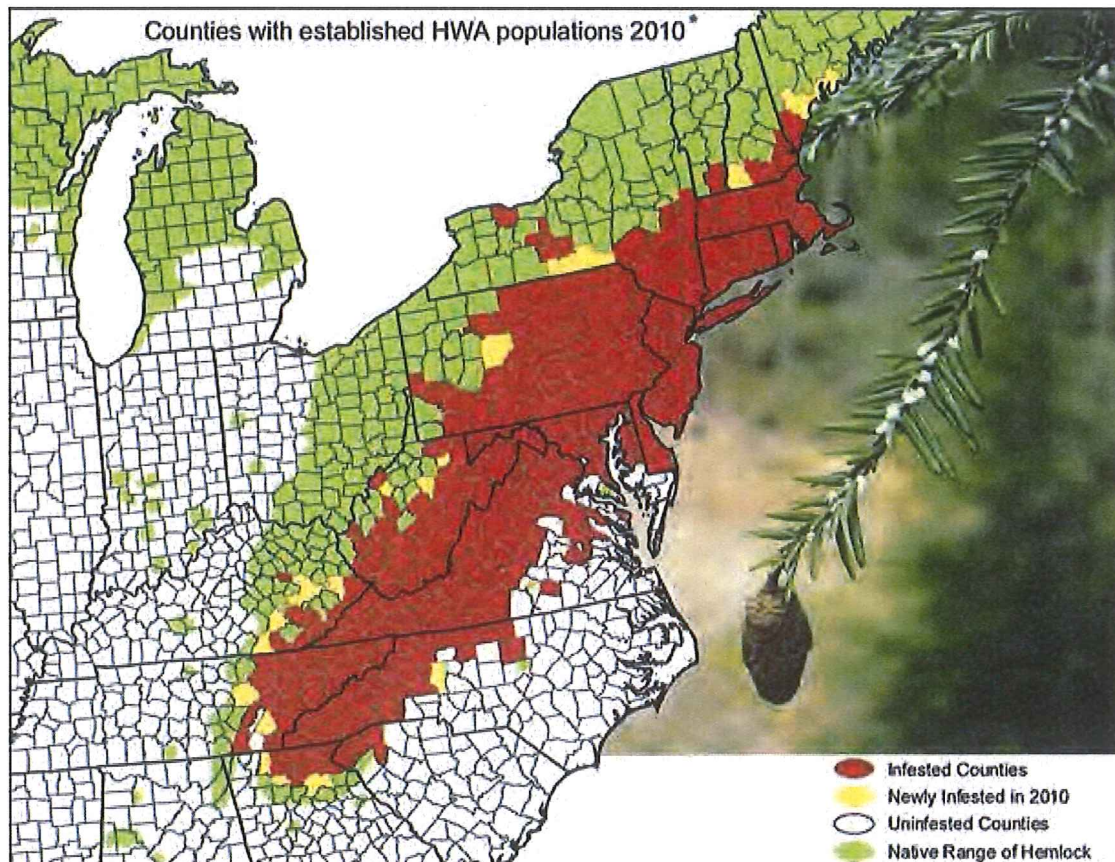 Counties with established HWA populations 2010*
Infested Counties
Newly Infested in 2010
Uninfested Counties
Native Range of Hemlock